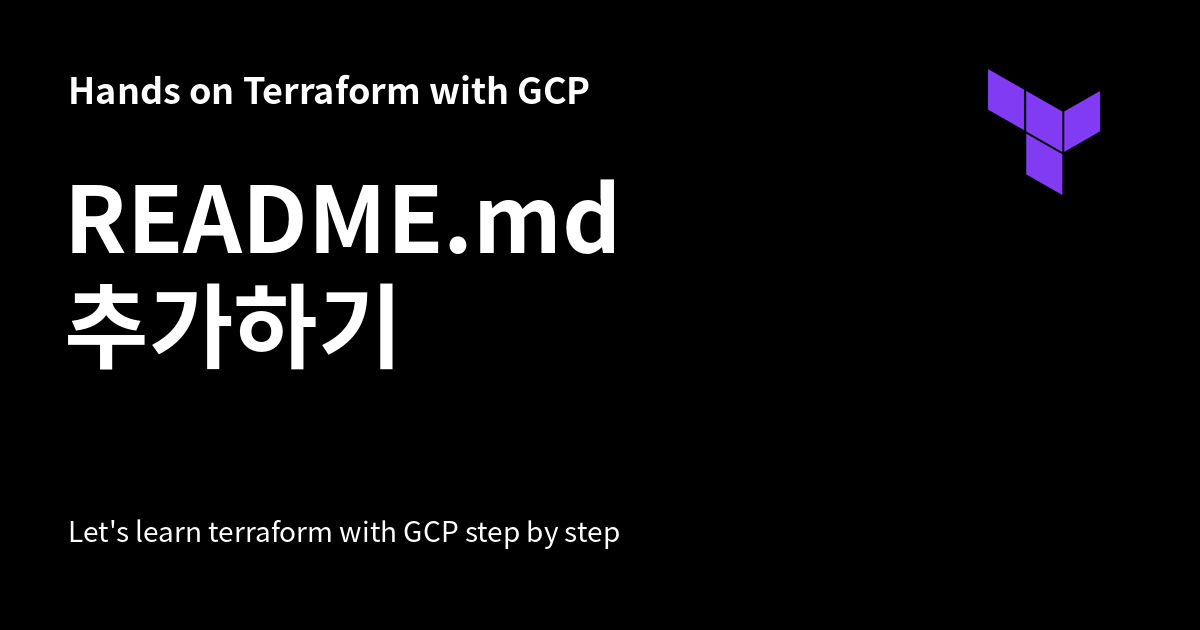 Hands on Terraform with GCP
README.md
추가하기
Let's learn terraform with GCP step by step